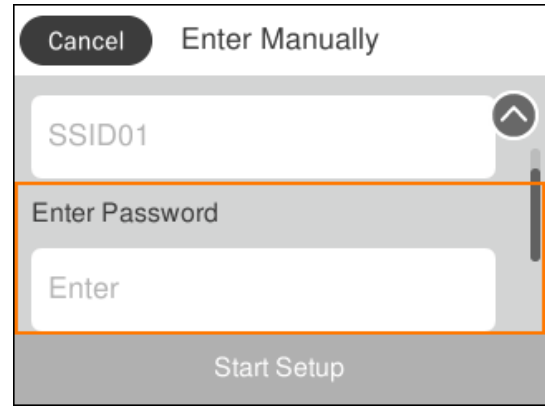 Cancel Enter Manually
SSID01
Enter Password
Enter
Start Setup